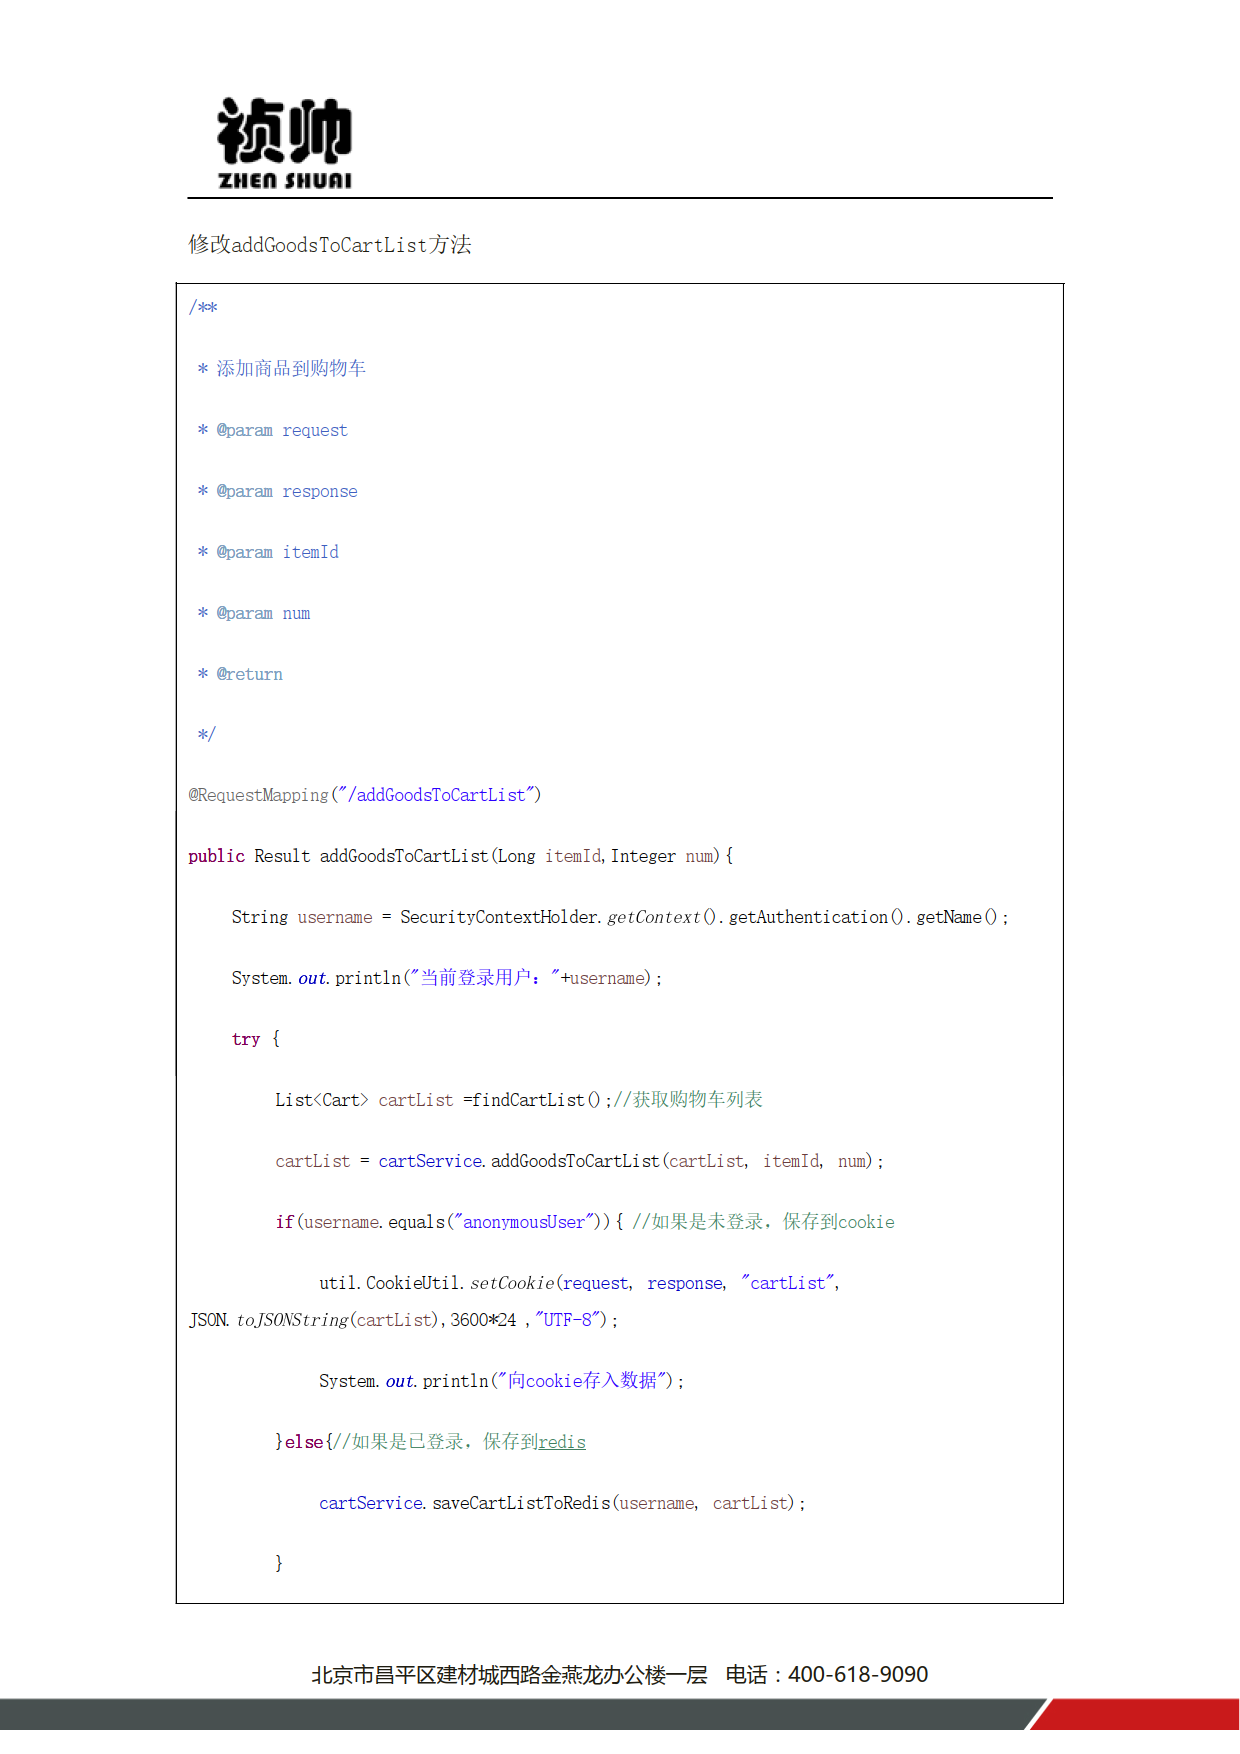 祯帅
ZHEN SHUAI
修改addGoodsToCartList方法
/**
 * 添加商品到购物车
 * @param request
 * @param response
 * @param itemId
 * @param num
 * @return
 */
@RequestMapping("/addGoodsToCartList")
public Result addGoodsToCartList(Long itemId,Integer num){
    String username = SecurityContextHolder.getContext().getAuthentication().getName();
    System.out.println("当前登录用户："+username);
    try {
        List<Cart> cartList =findCartList();//获取购物车列表
        cartList = cartService.addGoodsToCartList(cartList, itemId, num);
        if(username.equals("anonymousUser")){ //如果是未登录，保存到cookie
            util.CookieUtil.setCookie(request, response, "cartList",
JSON.toJSONString(cartList),3600*24 ,"UTF-8");
            System.out.println("向cookie存入数据");
        }else{//如果是已登录，保存到redis
            cartService.saveCartListToRedis(username, cartList);
        }
北京市昌平区建材城西路金燕龙办公楼一层 电话：400-618-9090